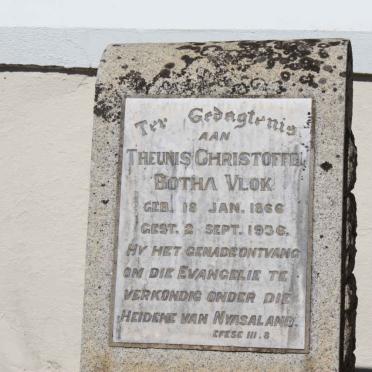 Ter Gedagtenis
AAN
THEUNIS CHRISTOFFEL
BOTHA VLOK
GEB. 18 JAN. 1866
GEST. 2 SEPT. 1936.
HY HET GENADE ONTVANG
OM DIE EVANGELIE TE
VERKONDIG ONDER DIE
HEIDENE VAN NYASALAND.
EFESE III. 8